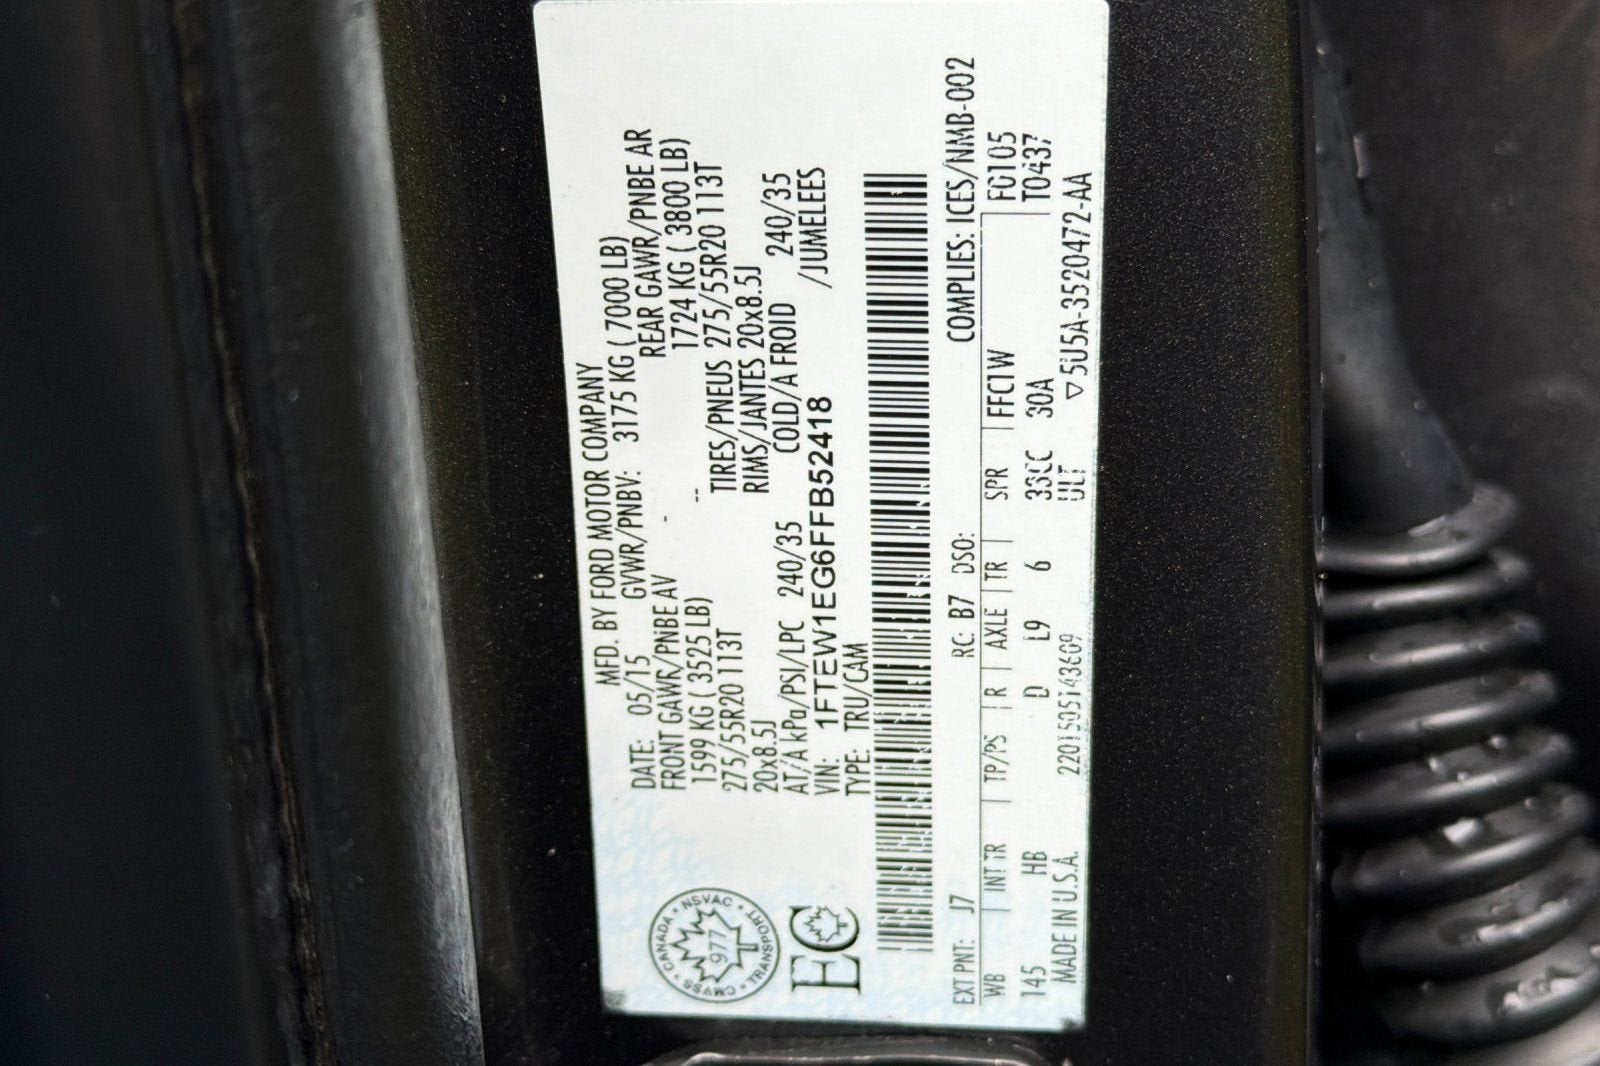 MFD. BY FORD MOTOR COMPANY
DATE: 05/15 GVWR/PNBV: 3175 KG ( 7000 LB)
FRONT GAWR/PNBE AV REAR GAWR/PNBE AR
1599 KG ( 3525 LB) 1724 KG ( 3800 LB)
275/55R20 113T TIRES/PNEUS 275/55R20 113T
20x8.5J RIMS/JANTES 20x8.5J
AT/A kPa/PSI/LPC 240/35 COLD/A FROID 240/35
VIN: 1FTEW1EG6FFB52418 /JUMELEES
TYPE: TRU/CAM
CANADA • NSVAC • TRANSPORT • CMVSS
977
EC
COMPLIES: ICES/NMB-002
EXT PNT: J7 RC: B7 DSO: F0105
WB INT TR TP/PS R AXLE TR SPR FFC1W T0437
145 HB D L9 6 33CC 30A
ULT
MADE IN U.S.A. ▽5U5A-3520472-AA